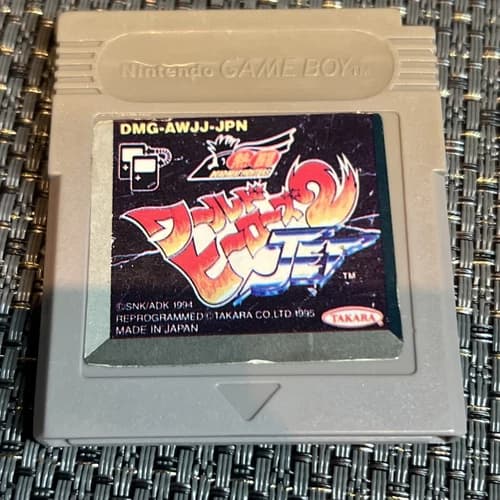 Nintendo GAME BOY TM
DMG-AWJJ-JPN
熱闘
ワールド
ヒーローズ2
JET
TM
©SNK/ADK 1994
REPROGRAMMED ©TAKARA CO.,LTD 1995
MADE IN JAPAN
TAKARA